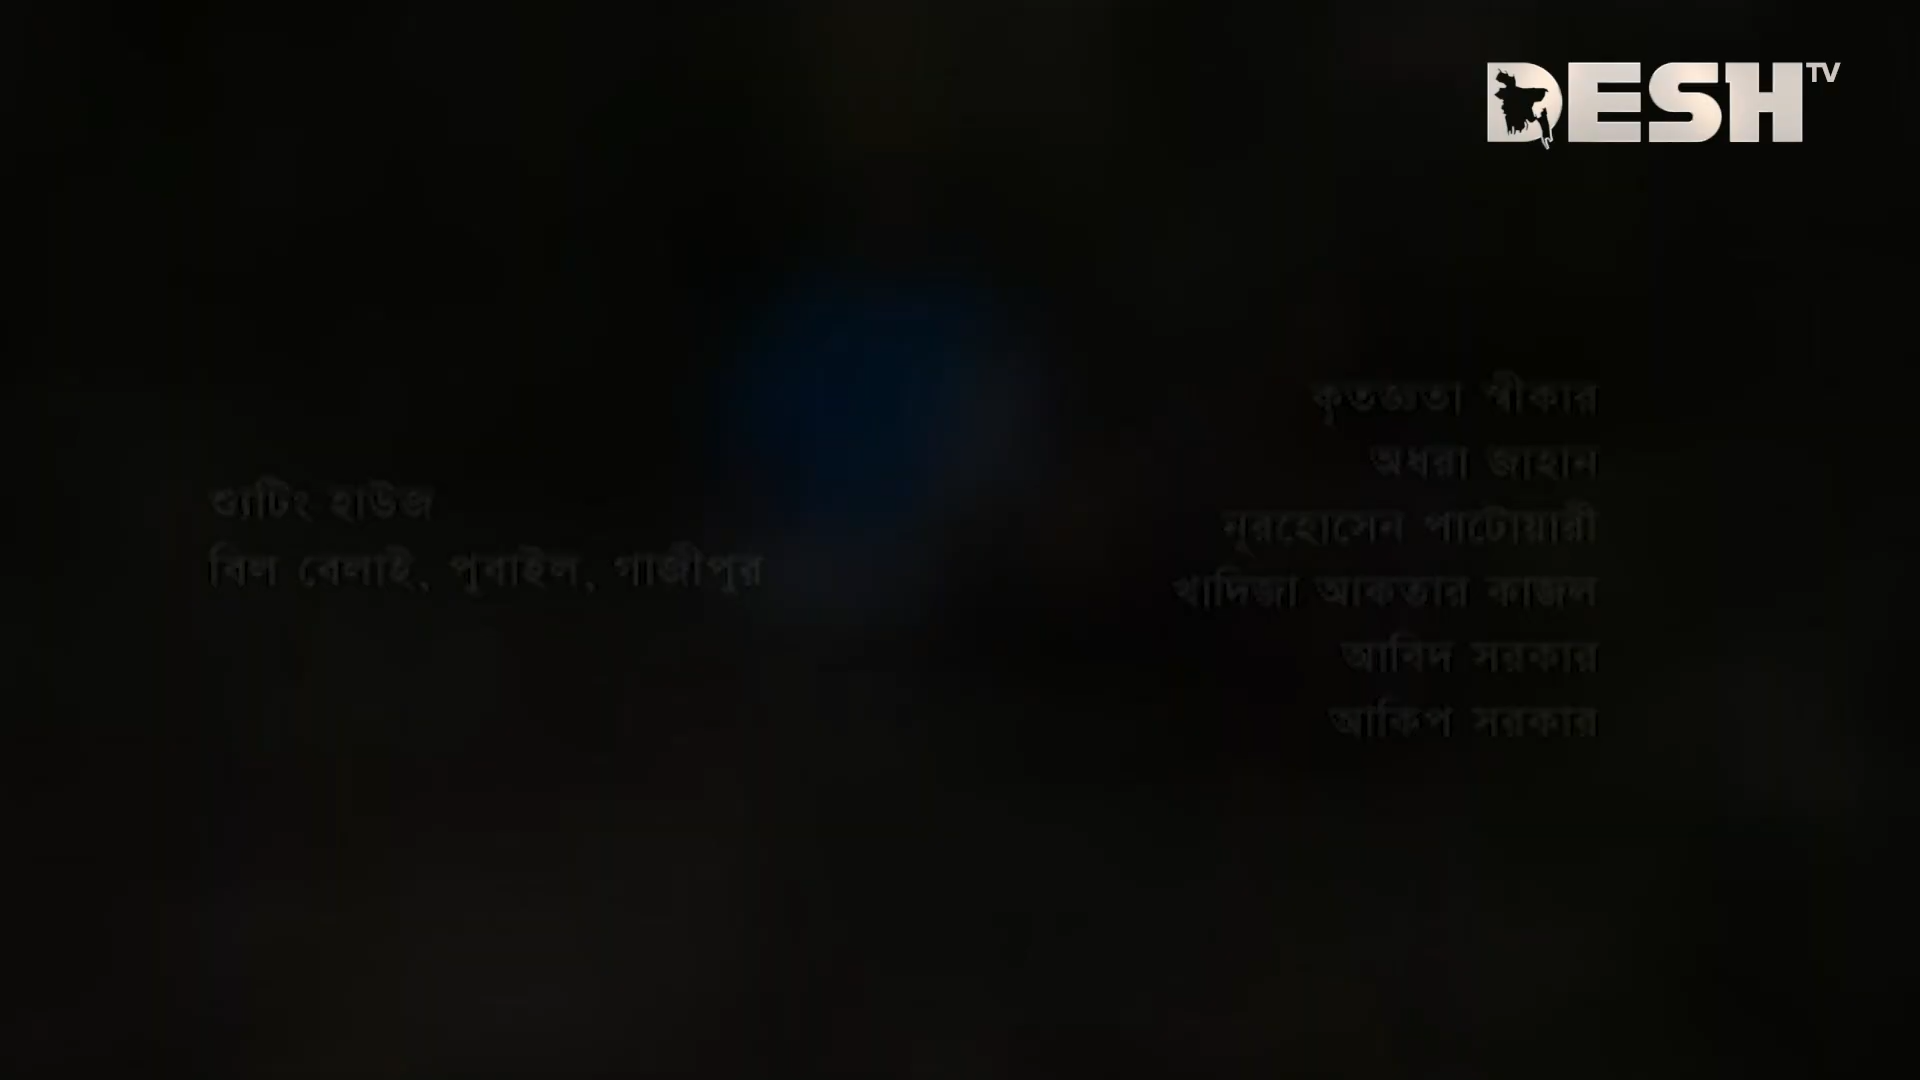 DESH TV
শ্যুটিং হাউজ
বিল বেলাই, পুবাইল, গাজীপুর
কৃতজ্ঞতা স্বীকার
অধরা জাহান
নূরহোসেন পাটোয়ারী
খাদিজা আকতার কাজল
আবিদ সরকার
আকিপ সরকার